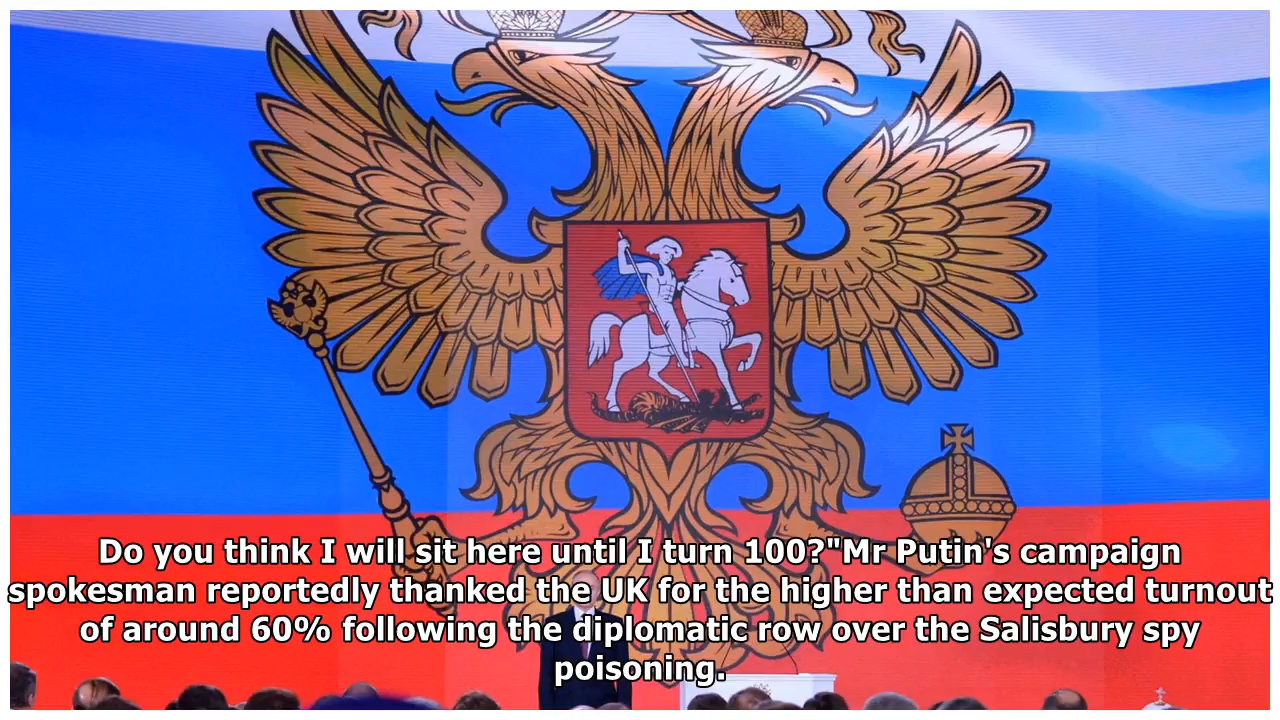 Do you think I will sit here until I turn 100?"Mr Putin's campaign
spokesman reportedly thanked the UK for the higher than expected turnout
of around 60% following the diplomatic row over the Salisbury spy
poisoning.